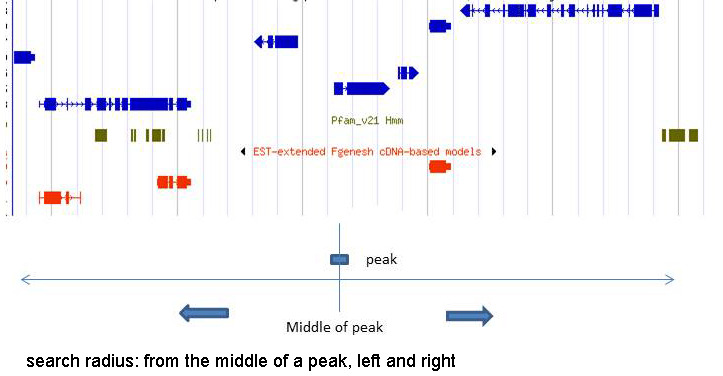 Pfam_v21 Hmm
EST-extended Fgenesh cDNA-based models
peak
Middle of peak
search radius: from the middle of a peak, left and right